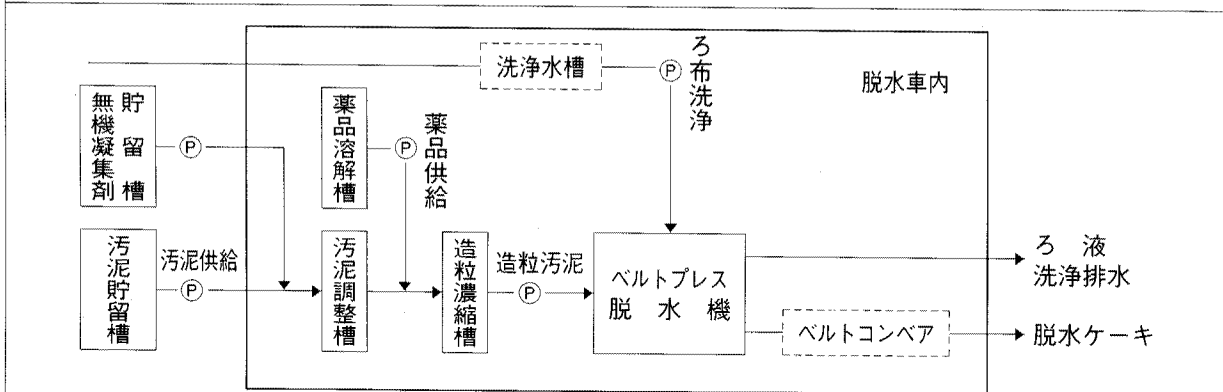 洗浄水槽
P
ろ布洗浄
脱水車内
無機凝集剤
貯留槽
P
薬品溶解槽
P
薬品供給
汚泥貯留槽
汚泥供給
P
汚泥調整槽
造粒濃縮槽
造粒汚泥
P
ベルトプレス
脱水機
ろ液
洗浄排水
ベルトコンベア
脱水ケーキ